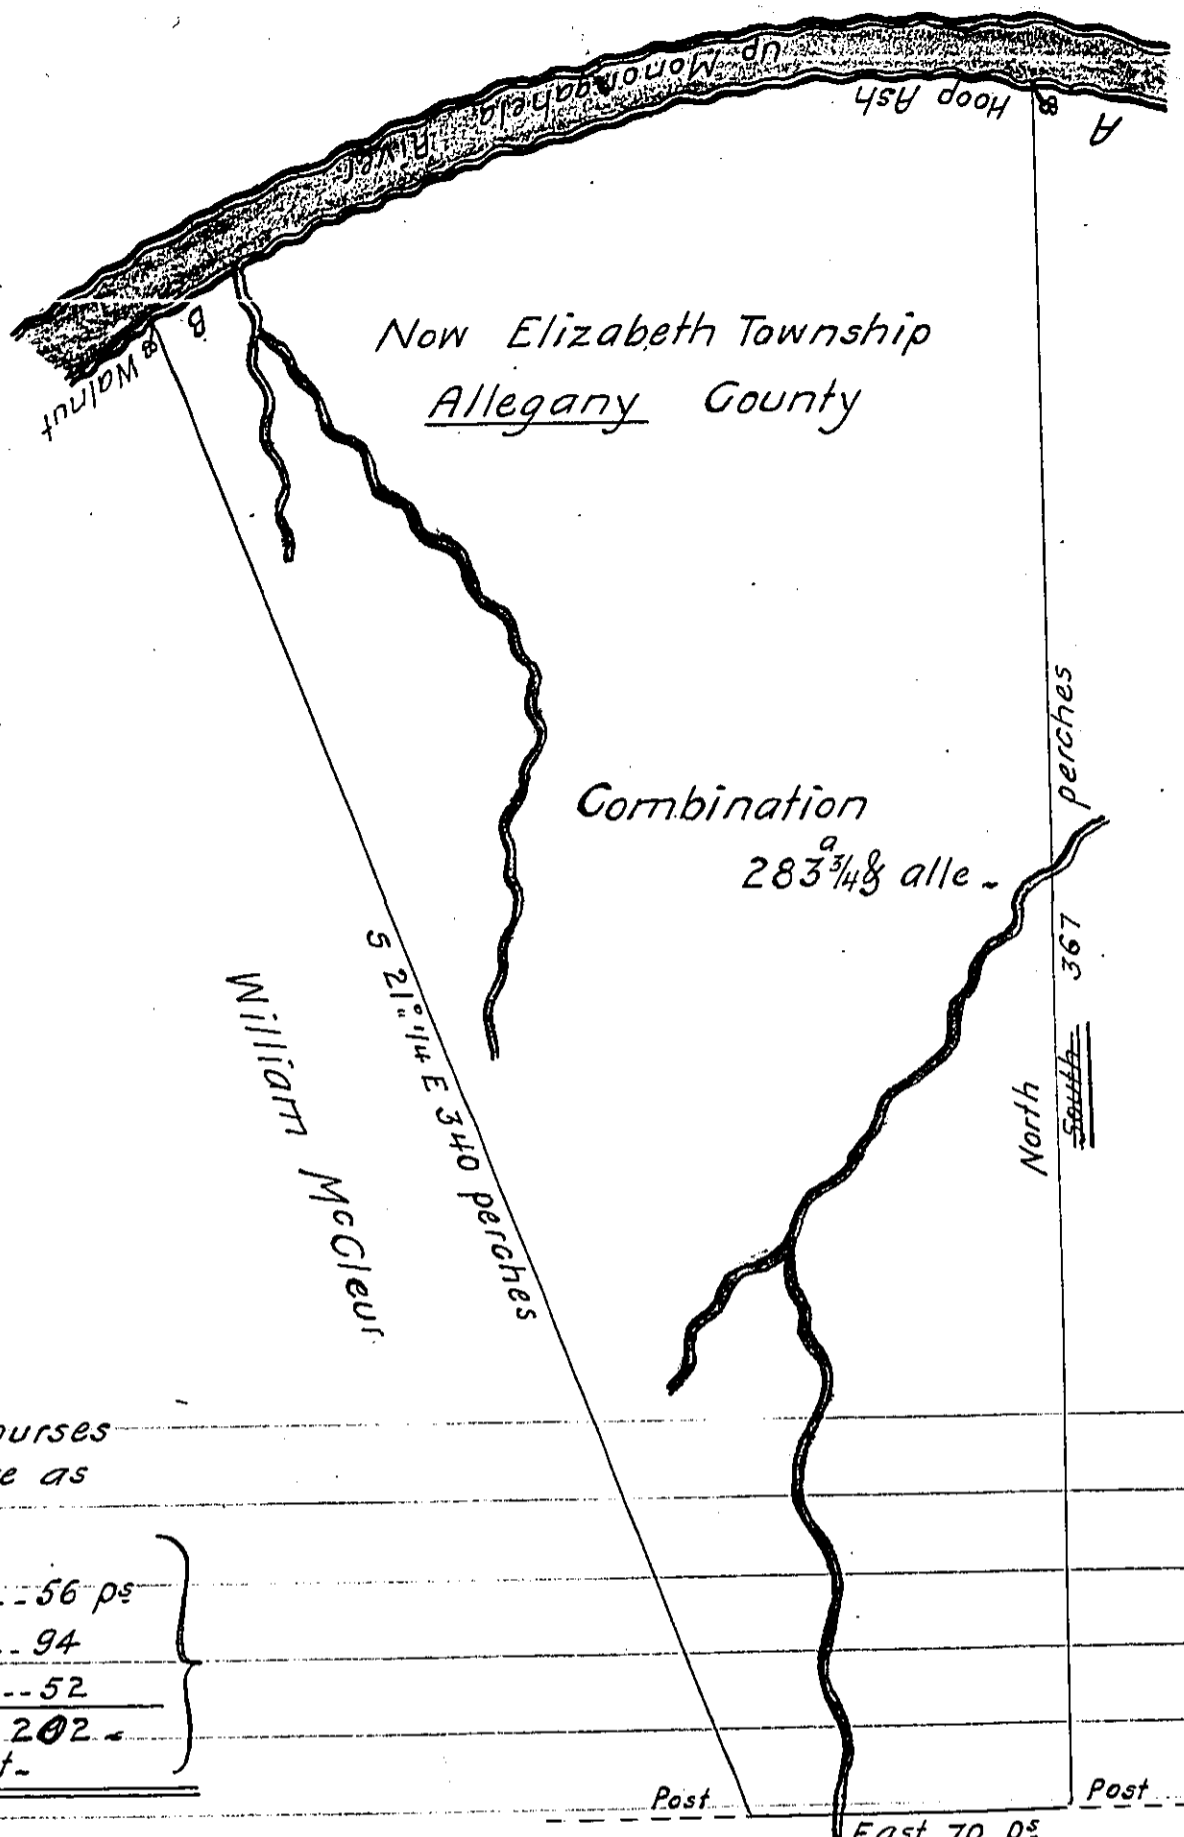 Up Monongahela River
Hoop Ash
A
B
Walnut
Now Elizabeth Township
Allegany County
Combination
a
283 3/4 & alle -
perches
367
North
South
S 21° 1/4 E 340 perches
William McCleur
ourses
e as
-- 56 ps
-- 94
-- 52
202 -
t-
Post
Post
East 70 ps